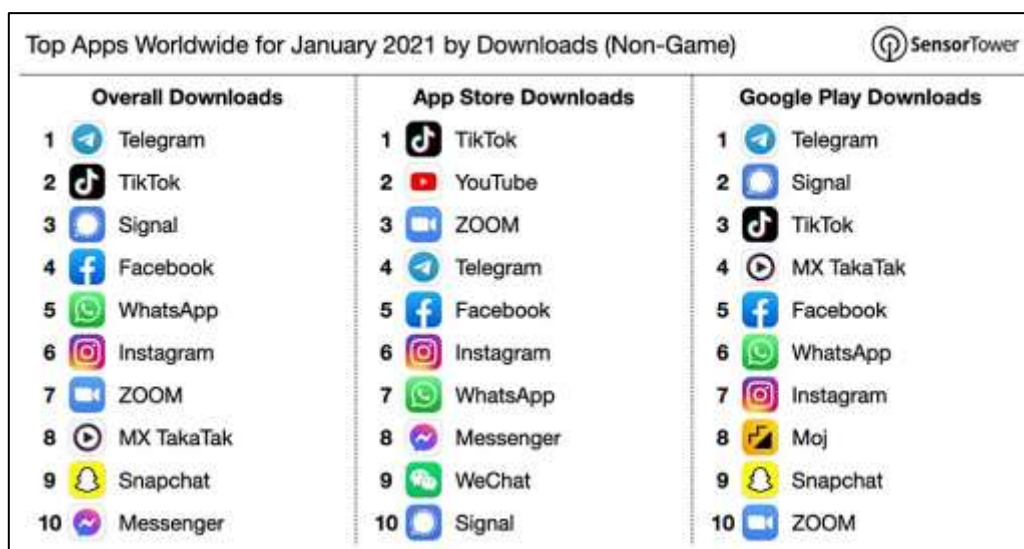 Top Apps Worldwide for January 2021 by Downloads (Non-Game)
SensorTower
Overall Downloads
1 Telegram
2 TikTok
3 Signal
4 Facebook
5 WhatsApp
6 Instagram
7 ZOOM
8 MX TakaTak
9 Snapchat
10 Messenger
App Store Downloads
1 TikTok
2 YouTube
3 ZOOM
4 Telegram
5 Facebook
6 Instagram
7 WhatsApp
8 Messenger
9 WeChat
10 Signal
Google Play Downloads
1 Telegram
2 Signal
3 TikTok
4 MX TakaTak
5 Facebook
6 WhatsApp
7 Instagram
8 Moj
9 Snapchat
10 ZOOM